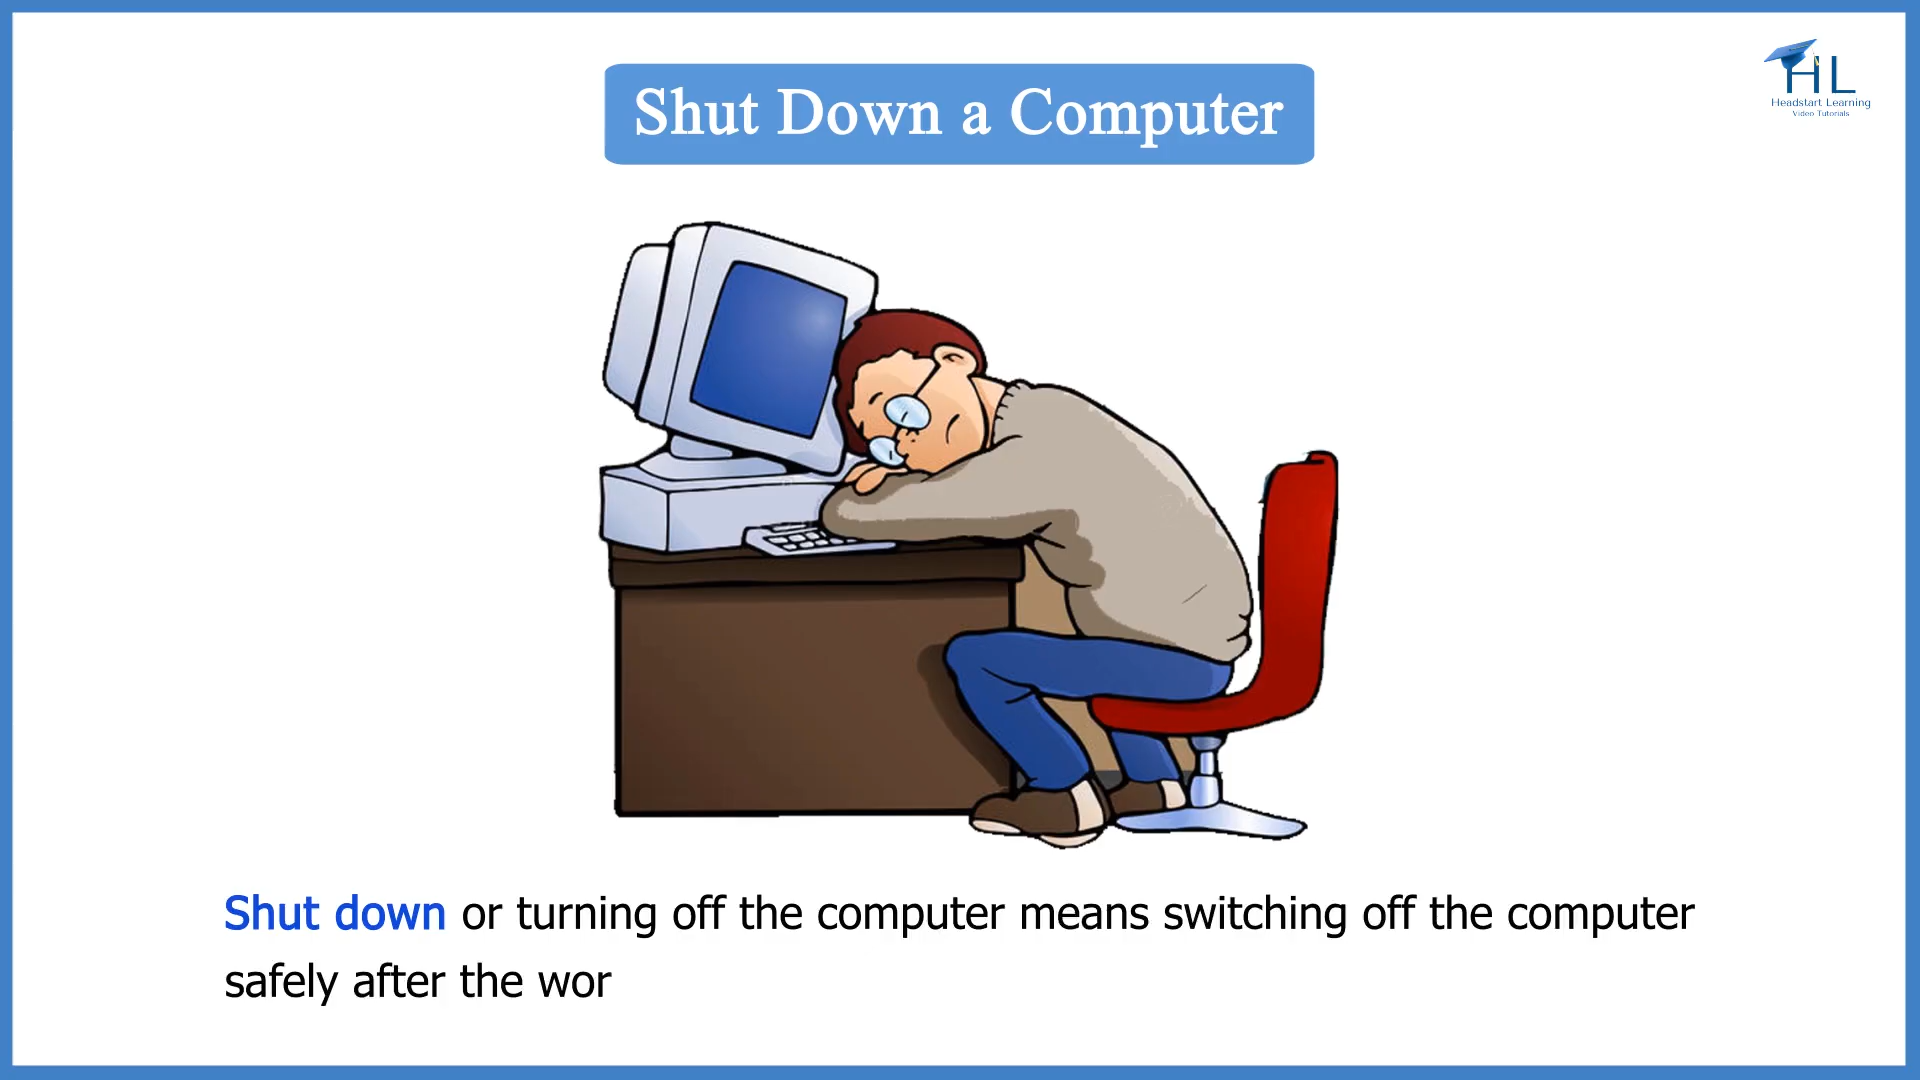 Shut Down a Computer
HL
Headstart Learning
Video Tutorials
Shut down or turning off the computer means switching off the computer
safely after the wor